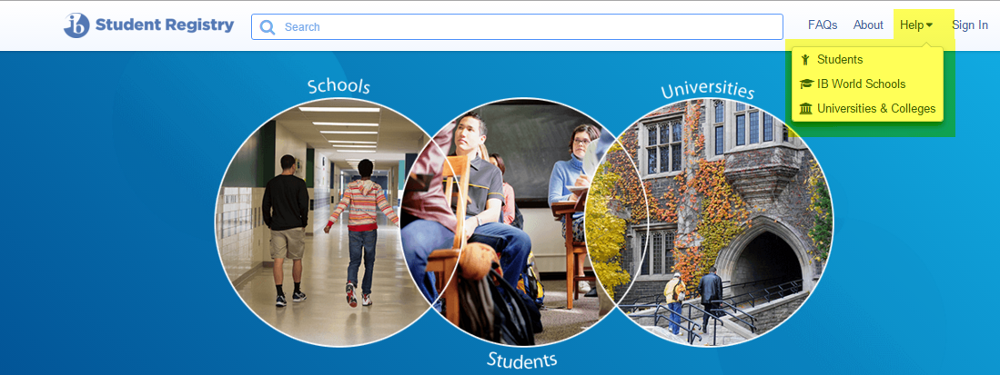 ib Student Registry
Search
FAQs About Help Sign In
Students
IB World Schools
Universities & Colleges
Schools
Universities
Students